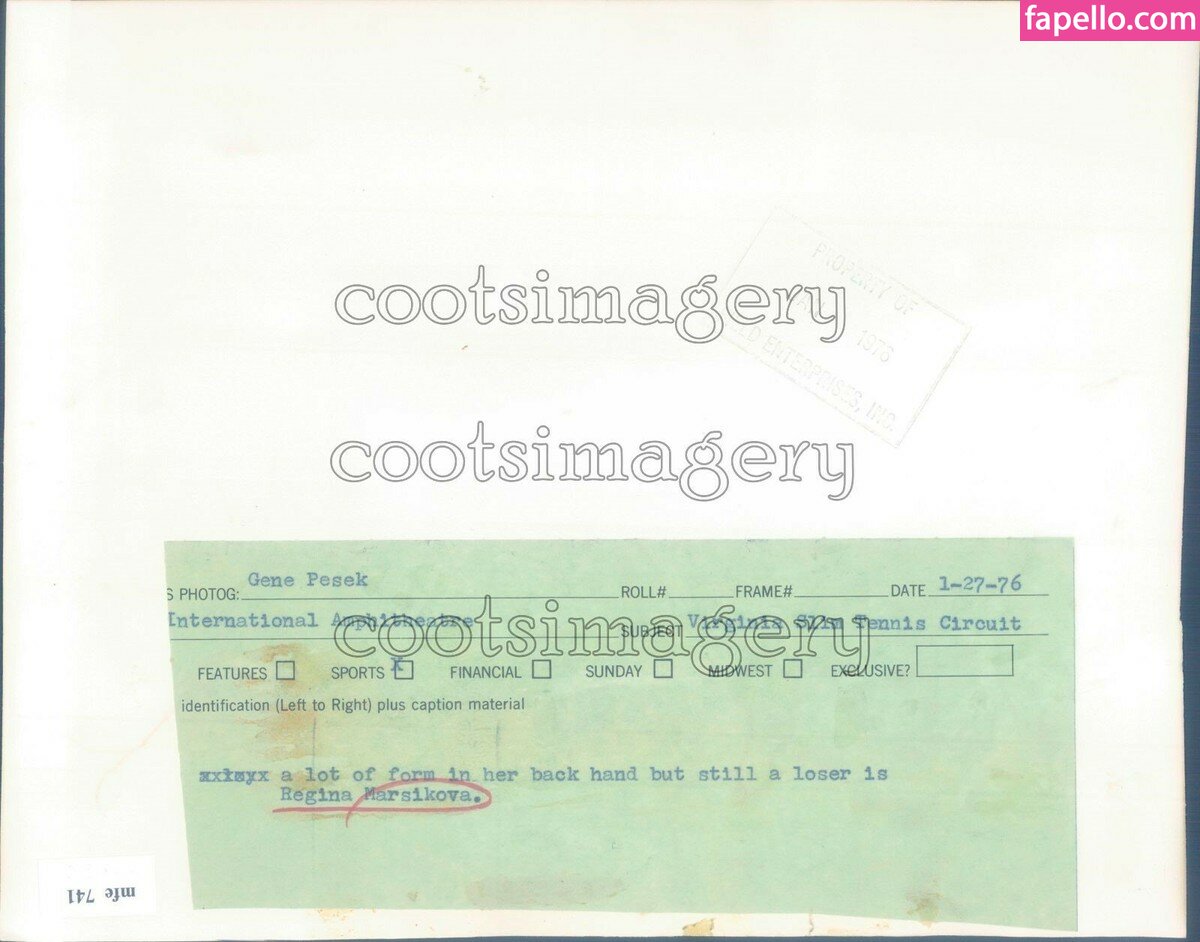 fapello.com
PROPERTY OF
1976
ENTERPRISES, INC.
cootsimagery
cootsimagery
S PHOTOG: Gene Pesek ROLL# FRAME# DATE 1-27-76
International Amphitheatre SUBJECT Virginia Slim Tennis Circuit
cootsimagery
FEATURES SPORTS X FINANCIAL SUNDAY MIDWEST EXCLUSIVE?
identification (Left to Right) plus caption material
a lot of form in her back hand but still a loser is
Regina Marsikova.
mfe 741